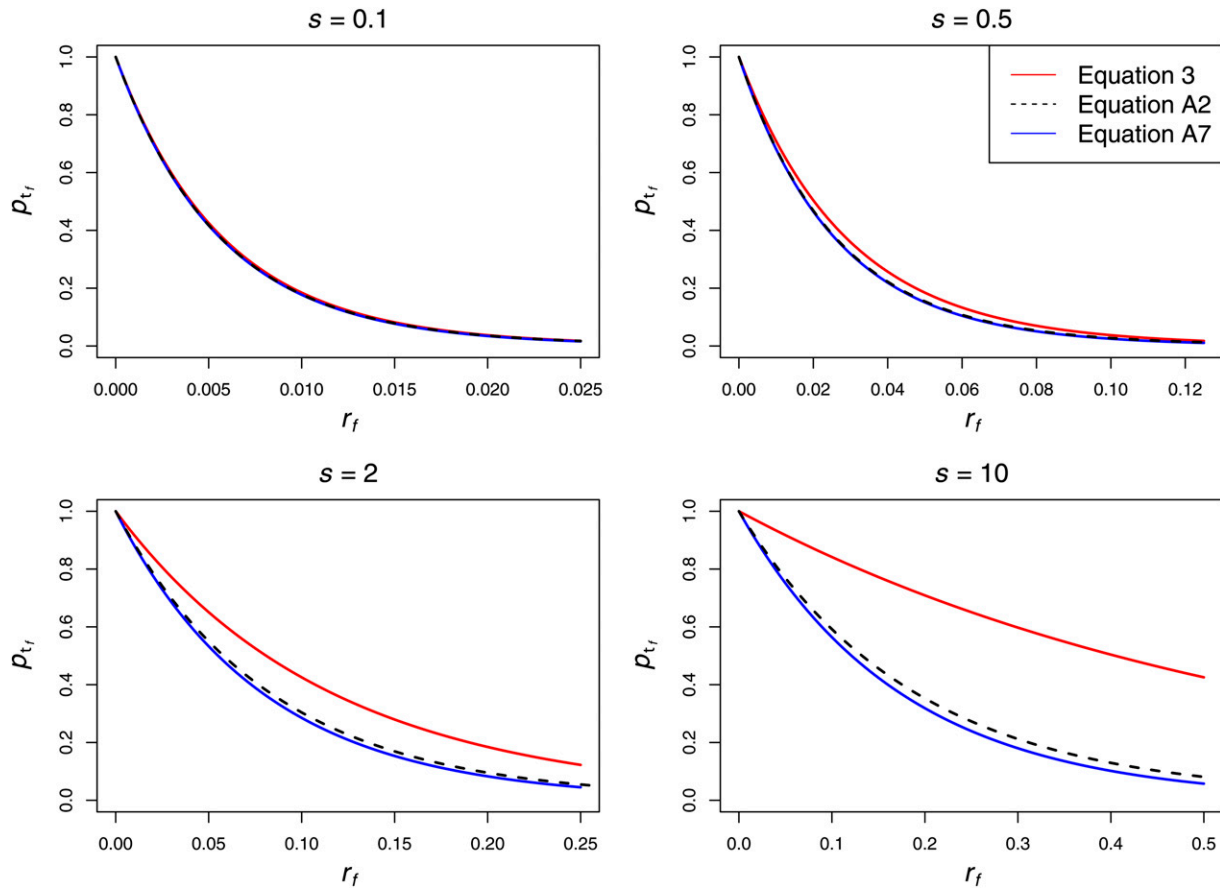 s = 0.1
1.0
0.8
0.6
0.4
0.2
0.0
p_{t_f}
0.000 0.005 0.010 0.015 0.020 0.025
r_f
s = 0.5
Equation 3
Equation A2
Equation A7
1.0
0.8
0.6
0.4
0.2
0.0
p_{t_f}
0.00 0.02 0.04 0.06 0.08 0.10 0.12
r_f
s = 2
1.0
0.8
0.6
0.4
0.2
0.0
p_{t_f}
0.00 0.05 0.10 0.15 0.20 0.25
r_f
s = 10
1.0
0.8
0.6
0.4
0.2
0.0
p_{t_f}
0.0 0.1 0.2 0.3 0.4 0.5
r_f